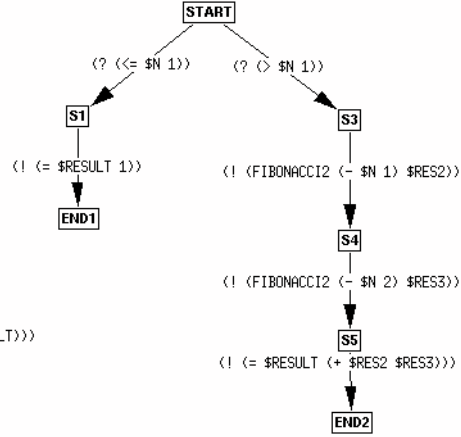 START
(? (<= $N 1))
(? (> $N 1))
S1
S3
(! (= $RESULT 1))
(! (FIBONACCI2 (- $N 1) $RES2))
END1
S4
(! (FIBONACCI2 (- $N 2) $RES3))
LT)))
S5
(! (= $RESULT (+ $RES2 $RES3)))
END2